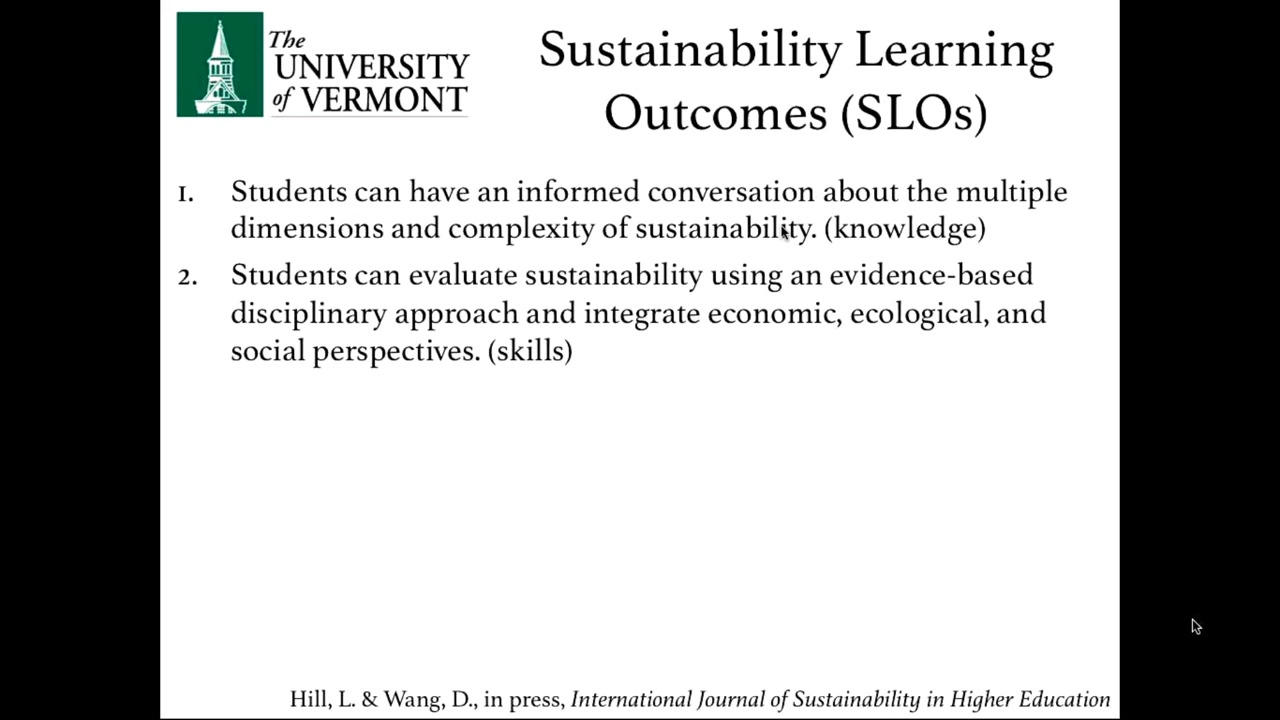 The
UNIVERSITY
of VERMONT
Sustainability Learning
Outcomes (SLOs)
1. Students can have an informed conversation about the multiple
dimensions and complexity of sustainability. (knowledge)
2. Students can evaluate sustainability using an evidence-based
disciplinary approach and integrate economic, ecological, and
social perspectives. (skills)
Hill, L. & Wang, D., in press, International Journal of Sustainability in Higher Education